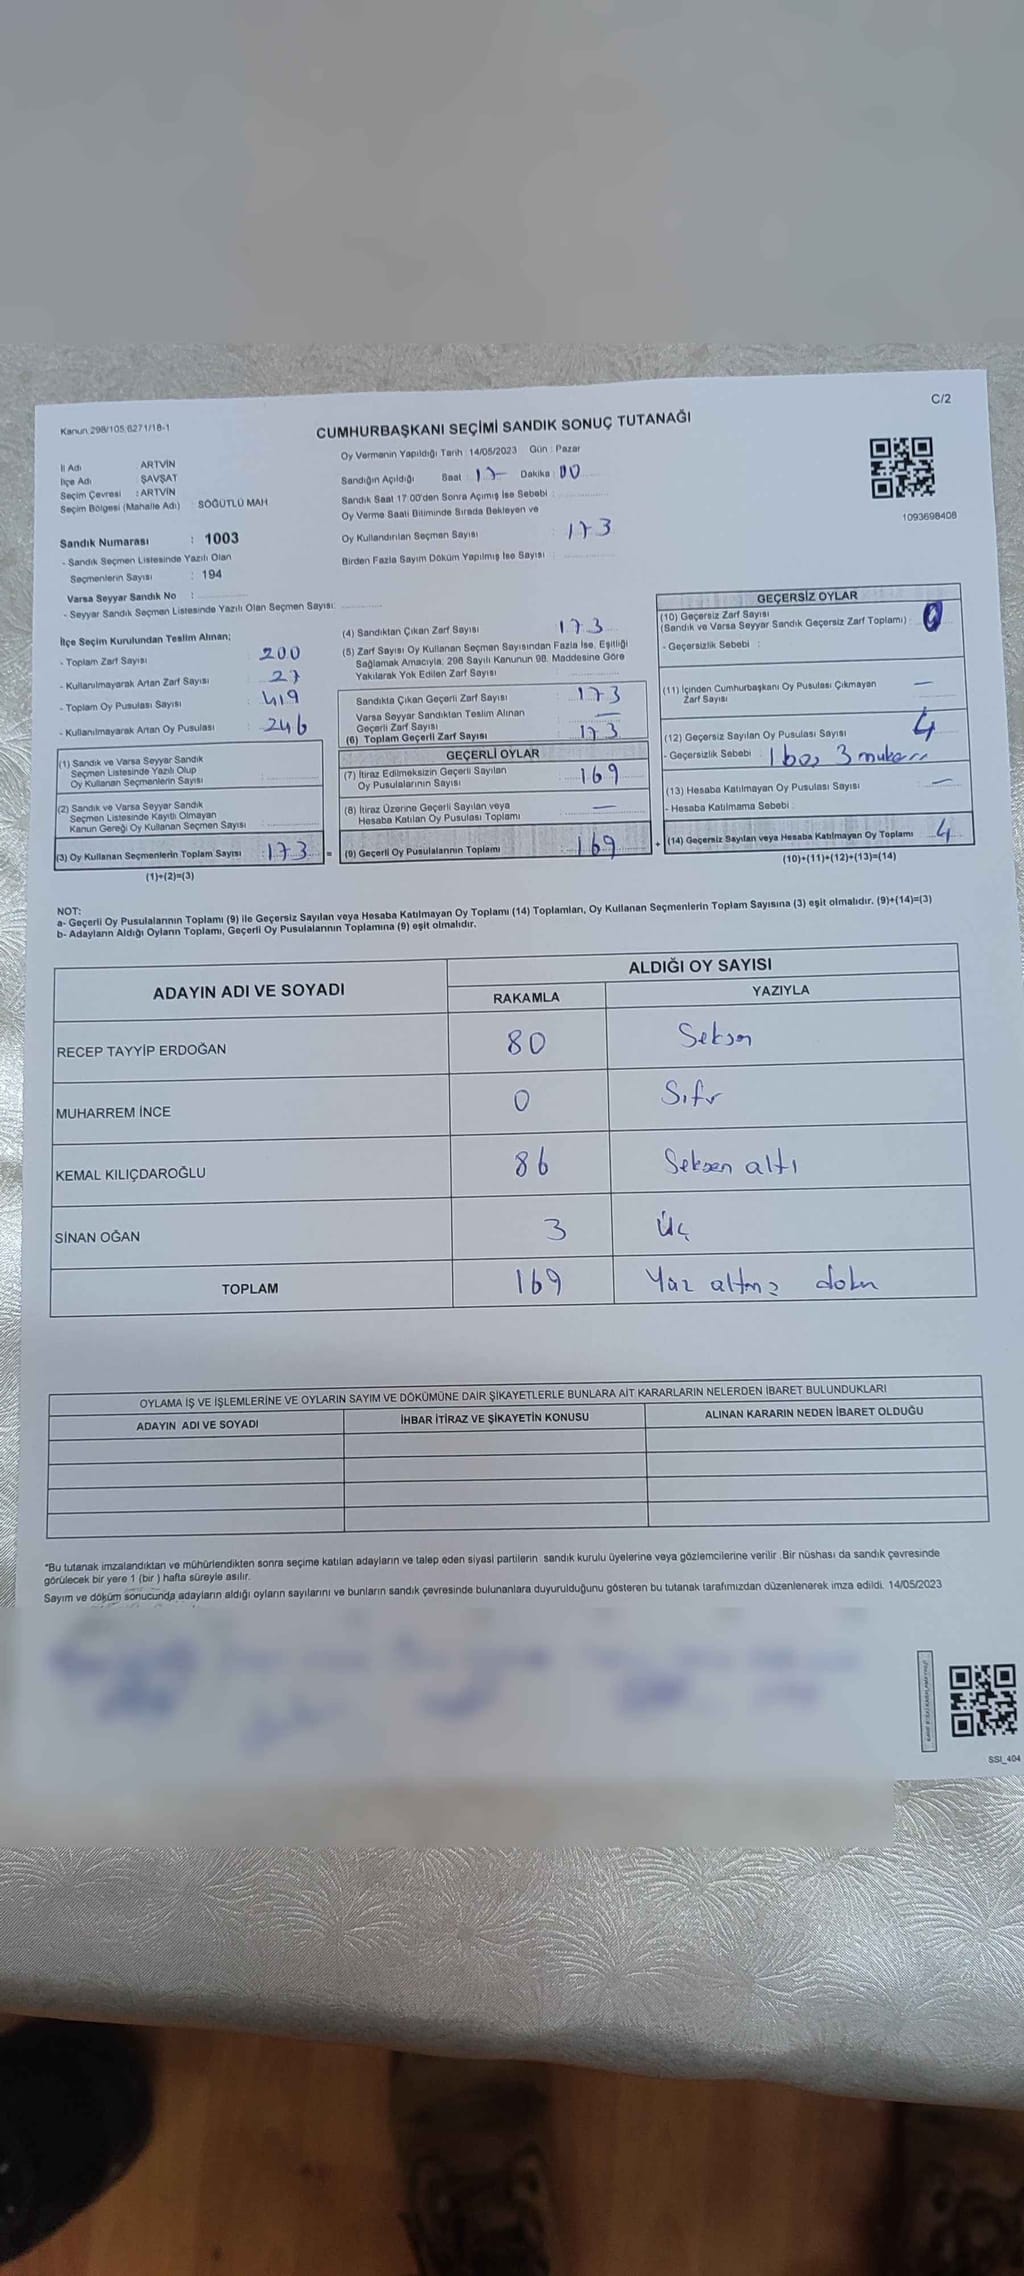 C/2
Kanun 298/105,6271/18-1
CUMHURBAŞKANI SEÇİMİ SANDIK SONUÇ TUTANAĞI
İl Adı ARTVİN
İlçe Adı ŞAVŞAT
Seçim Çevresi : ARTVİN
Seçim Bölgesi (Mahalle Adı) : SÖĞÜTLÜ MAH
Sandık Numarası : 1003
- Sandık Seçmen Listesinde Yazılı Olan
Seçmenlerin Sayısı : 194
Varsa Seyyar Sandık No :
- Seyyar Sandık Seçmen Listesinde Yazılı Olan Seçmen Sayısı:
Oy Vermenin Yapıldığı Tarih : 14/05/2023 Gün : Pazar
Sandığın Açıldığı Saat : 17 Dakika : 00
Sandık Saat 17:00'den Sonra Açımış İse Sebebi :
Oy Verme Saati Bitiminde Sırada Bekleyen ve
Oy Kullandırılan Seçmen Sayısı : 173
Birden Fazla Sayım Döküm Yapılmış İse Sayısı :
1093698408
İlçe Seçim Kurulundan Teslim Alınan;
- Toplam Zarf Sayısı : 200
- Kullanılmayarak Artan Zarf Sayısı : 27
- Toplam Oy Pusulası Sayısı : 419
- Kullanılmayarak Artan Oy Pusulası : 246
(1) Sandık ve Varsa Seyyar Sandık
Seçmen Listesinde Yazılı Olup
Oy Kullanan Seçmenlerin Sayısı :
(2) Sandık ve Varsa Seyyar Sandık
Seçmen Listesinde Kayıtlı Olmayan
Kanun Gereği Oy Kullanan Seçmen Sayısı :
(3) Oy Kullanan Seçmenlerin Toplam Sayısı : 173 =
(1)+(2)=(3)
(4) Sandıktan Çıkan Zarf Sayısı : 173
(5) Zarf Sayısı Oy Kullanan Seçmen Sayısından Fazla İse, Eşitliği
Sağlamak Amacıyla, 298 Sayılı Kanunun 98. Maddesine Göre
Yakılarak Yok Edilen Zarf Sayısı :
Sandıkta Çıkan Geçerli Zarf Sayısı : 173
Varsa Seyyar Sandıktan Teslim Alınan
Geçerli Zarf Sayısı : —
(6) Toplam Geçerli Zarf Sayısı : 173
GEÇERLİ OYLAR
(7) İtiraz Edilmeksizin Geçerli Sayılan
Oy Pusulalarının Sayısı : 169
(8) İtiraz Üzerine Geçerli Sayılan veya
Hesaba Katılan Oy Pusulası Toplamı : —
(9) Geçerli Oy Pusulalarının Toplamı : 169 +
GEÇERSİZ OYLAR
(10) Geçersiz Zarf Sayısı
(Sandık ve Varsa Seyyar Sandık Geçersiz Zarf Toplamı) : 0
- Geçersizlik Sebebi :
(11) İçinden Cumhurbaşkanı Oy Pusulası Çıkmayan
Zarf Sayısı —
(12) Geçersiz Sayılan Oy Pusulası Sayısı 4
- Geçersizlik Sebebi : 1 boş 3
(13) Hesaba Katılmayan Oy Pusulası Sayısı —
- Hesaba Katılmama Sebebi :
(14) Geçersiz Sayılan veya Hesaba Katılmayan Oy Toplamı 4
(10)+(11)+(12)+(13)=(14)
NOT:
a- Geçerli Oy Pusulalarının Toplamı (9) ile Geçersiz Sayılan veya Hesaba Katılmayan Oy Toplamı (14) Toplamları, Oy Kullanan Seçmenlerin Toplam Sayısına (3) eşit olmalıdır. (9)+(14)=(3)
b- Adayların Aldığı Oyların Toplamı, Geçerli Oy Pusulalarının Toplamına (9) eşit olmalıdır.
ADAYIN ADI VE SOYADI
ALDIĞI OY SAYISI
RAKAMLA YAZIYLA
RECEP TAYYİP ERDOĞAN 80 Seksen
MUHARREM İNCE 0 Sıfır
KEMAL KILIÇDAROĞLU 86 Seksen altı
SİNAN OĞAN 3 Üç
TOPLAM 169 Yüz altmış dokuz
OYLAMA İŞ VE İŞLEMLERİNE VE OYLARIN SAYIM VE DÖKÜMÜNE DAİR ŞİKAYETLERLE BUNLARA AİT KARARLARIN NELERDEN İBARET BULUNDUKLARI
ADAYIN ADI VE SOYADI İHBAR İTİRAZ VE ŞİKAYETİN KONUSU ALINAN KARARIN NEDEN İBARET OLDUĞU
"Bu tutanak imzalandıktan ve mühürlendikten sonra seçime katılan adayların ve talep eden siyasi partilerin sandık kurulu üyelerine veya gözlemcilerine verilir. Bir nüshası da sandık çevresinde
görülecek bir yere 1 (bir ) hafta süreyle asılır.
Sayım ve döküm sonucunda adayların aldığı oyların sayılarını ve bunların sandık çevresinde bulunanlara duyurulduğunu gösteren bu tutanak tarafımızdan düzenlenerek imza edildi. 14/05/2023
SSI_404